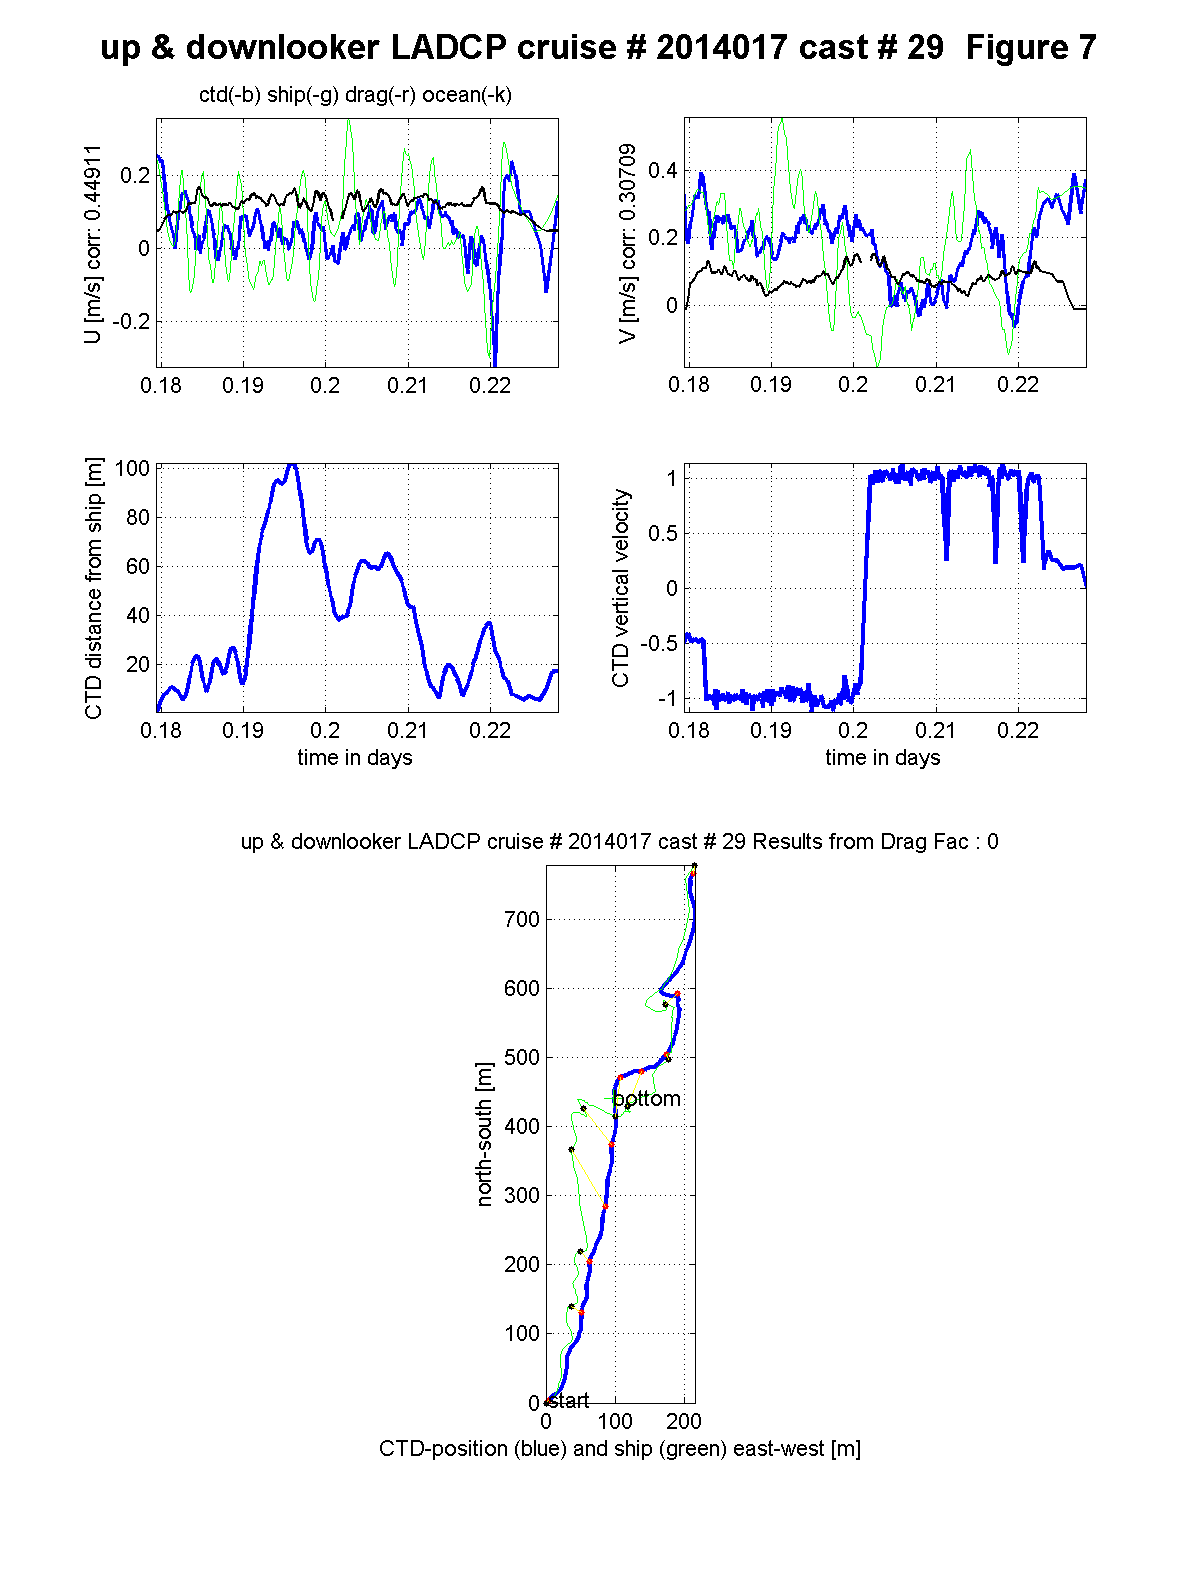 up & downlooker LADCP cruise # 2014017 cast # 29  Figure 7
ctd(-b) ship(-g) drag(-r) ocean(-k)
U [m/s] corr: 0.44911
0.2
0
-0.2
0.18 0.19 0.2 0.21 0.22
V [m/s] corr: 0.30709
0.4
0.2
0
0.18 0.19 0.2 0.21 0.22
CTD distance from ship [m]
100
80
60
40
20
0.18 0.19 0.2 0.21 0.22
time in days
CTD vertical velocity
1
0.5
0
-0.5
-1
0.18 0.19 0.2 0.21 0.22
time in days
up & downlooker LADCP cruise # 2014017 cast # 29 Results from Drag Fac : 0
north-south [m]
700
600
500
400
300
200
100
0
bottom
start
0 100 200
CTD-position (blue) and ship (green) east-west [m]